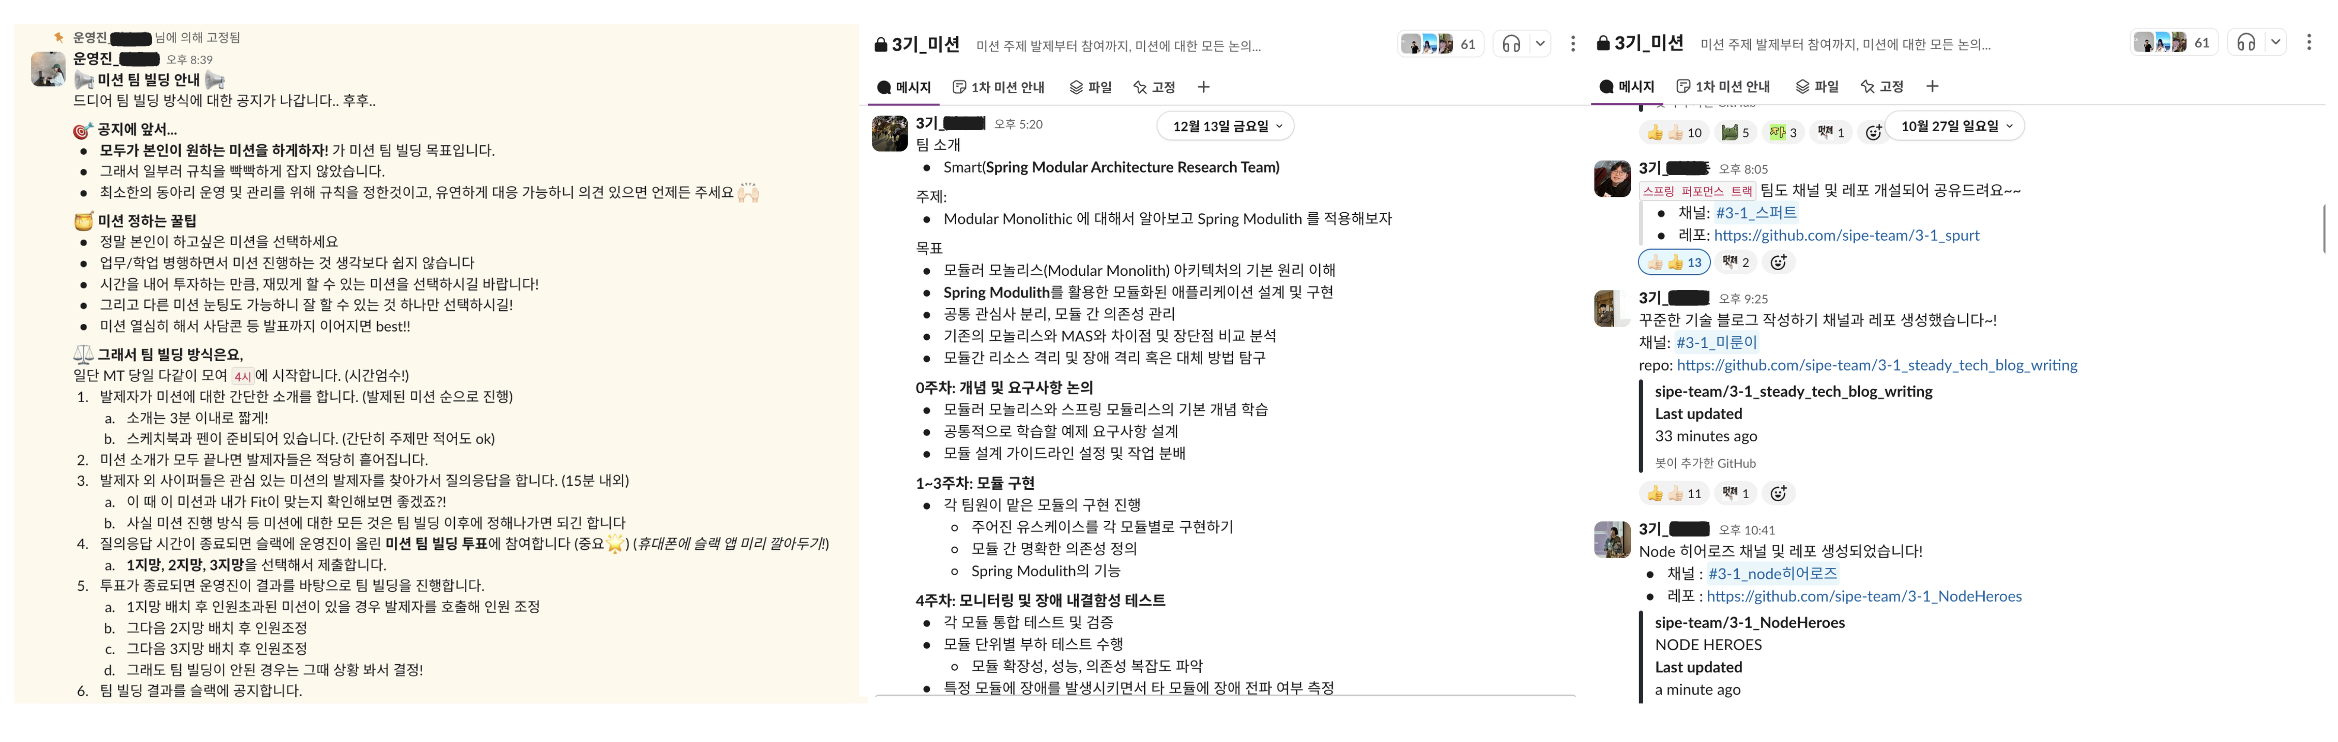 운영진_ 님에 의해 고정됨
운영진_ 오후 8:39
미션 팀 빌딩 안내
드디어 팀 빌딩 방식에 대한 공지가 나갑니다.. 후후..
공지에 앞서...
• 모두가 본인이 원하는 미션을 하게하자! 가 미션 팀 빌딩 목표입니다.
• 그래서 일부러 규칙을 빡빡하게 잡지 않았습니다.
• 최소한의 동아리 운영 및 관리를 위해 규칙을 정한것이고, 유연하게 대응 가능하니 의견 있으면 언제든 주세요
미션 정하는 꿀팁
• 정말 본인이 하고싶은 미션을 선택하세요
• 업무/학업 병행하면서 미션 진행하는 것 생각보다 쉽지 않습니다
• 시간을 내어 투자하는 만큼, 재밌게 할 수 있는 미션을 선택하시길 바랍니다!
• 그리고 다른 미션 눈팅도 가능하니 잘 할 수 있는 것 하나만 선택하시길!
• 미션 열심히 해서 사담콘 등 발표까지 이어지면 best!!
그래서 팀 빌딩 방식은요,
일단 MT 당일 다같이 모여 4시에 시작합니다. (시간엄수!)
1. 발제자가 미션에 대한 간단한 소개를 합니다. (발제된 미션 순으로 진행)
a. 소개는 3분 이내로 짧게!
b. 스케치북과 펜이 준비되어 있습니다. (간단히 주제만 적어도 ok)
2. 미션 소개가 모두 끝나면 발제자들은 적당히 흩어집니다.
3. 발제자 외 사이퍼들은 관심 있는 미션의 발제자를 찾아가서 질의응답을 합니다. (15분 내외)
a. 이 때 이 미션과 내가 Fit이 맞는지 확인해보면 좋겠죠?!
b. 사실 미션 진행 방식 등 미션에 대한 모든 것은 팀 빌딩 이후에 정해나가면 되긴 합니다
4. 질의응답 시간이 종료되면 슬랙에 운영진이 올린 미션 팀 빌딩 투표에 참여합니다 (중요) (휴대폰에 슬랙 앱 미리 깔아두기!)
a. 1지망, 2지망, 3지망을 선택해서 제출합니다.
5. 투표가 종료되면 운영진이 결과를 바탕으로 팀 빌딩을 진행합니다.
a. 1지망 배치 후 인원초과된 미션이 있을 경우 발제자를 호출해 인원 조정
b. 그다음 2지망 배치 후 인원조정
c. 그다음 3지망 배치 후 인원조정
d. 그래도 팀 빌딩이 안된 경우는 그때 상황 봐서 결정!
6. 팀 빌딩 결과를 슬랙에 공지합니다.
3기_미션 미션 주제 발제부터 참여까지, 미션에 대한 모든 논의... 61
메시지 1차 미션 안내 파일 고정 +
3기_ 오후 5:20 12월 13일 금요일
팀 소개
• Smart(Spring Modular Architecture Research Team)
주제:
• Modular Monolithic 에 대해서 알아보고 Spring Modulith 를 적용해보자
목표
• 모듈러 모놀리스(Modular Monolith) 아키텍처의 기본 원리 이해
• Spring Modulith를 활용한 모듈화된 애플리케이션 설계 및 구현
• 공통 관심사 분리, 모듈 간 의존성 관리
• 기존의 모놀리스와 MAS와 차이점 및 장단점 비교 분석
• 모듈간 리소스 격리 및 장애 격리 혹은 대체 방법 탐구
0주차: 개념 및 요구사항 논의
• 모듈러 모놀리스와 스프링 모듈리스의 기본 개념 학습
• 공통적으로 학습할 예제 요구사항 설계
• 모듈 설계 가이드라인 설정 및 작업 분배
1~3주차: 모듈 구현
• 각 팀원이 맡은 모듈의 구현 진행
◦ 주어진 유스케이스를 각 모듈별로 구현하기
◦ 모듈 간 명확한 의존성 정의
◦ Spring Modulith의 기능
4주차: 모니터링 및 장애 내결함성 테스트
• 각 모듈 통합 테스트 및 검증
• 모듈 단위별 부하 테스트 수행
◦ 모듈 확장성, 성능, 의존성 복잡도 파악
• 특정 모듈에 장애를 발생시키면서 타 모듈에 장애 전파 여부 측정
3기_미션 미션 주제 발제부터 참여까지, 미션에 대한 모든 논의... 61
메시지 1차 미션 안내 파일 고정 +
10 5 3 1 10월 27일 일요일
3기_ 오후 8:05
스프링 퍼포먼스 트랙 팀도 채널 및 레포 개설되어 공유드려요~~
• 채널: #3-1_스퍼트
• 레포: https://github.com/sipe-team/3-1_spurt
13 2
3기_ 오후 9:25
꾸준한 기술 블로그 작성하기 채널과 레포 생성했습니다~!
채널: #3-1_미룬이
repo: https://github.com/sipe-team/3-1_steady_tech_blog_writing
sipe-team/3-1_steady_tech_blog_writing
Last updated
33 minutes ago
봇이 추가한 GitHub
11 1
3기_ 오후 10:41
Node 히어로즈 채널 및 레포 생성되었습니다!
• 채널 : #3-1_node히어로즈
• 레포 : https://github.com/sipe-team/3-1_NodeHeroes
sipe-team/3-1_NodeHeroes
NODE HEROES
Last updated
a minute ago